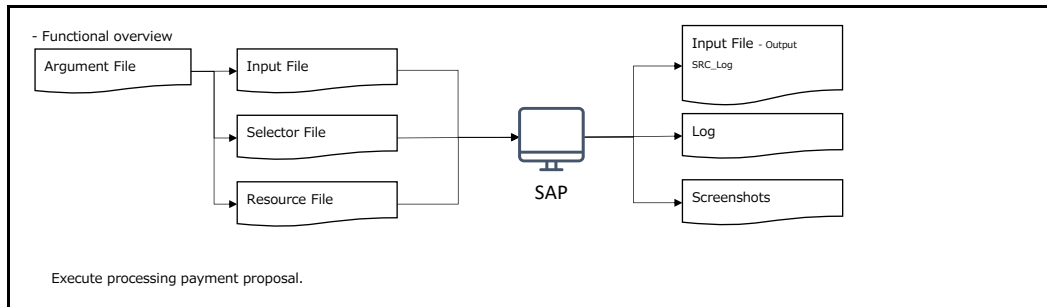 - Functional overview
Argument File
Input File
Selector File
Resource File
SAP
Input File - Output
SRC_Log
Log
Screenshots
Execute processing payment proposal.